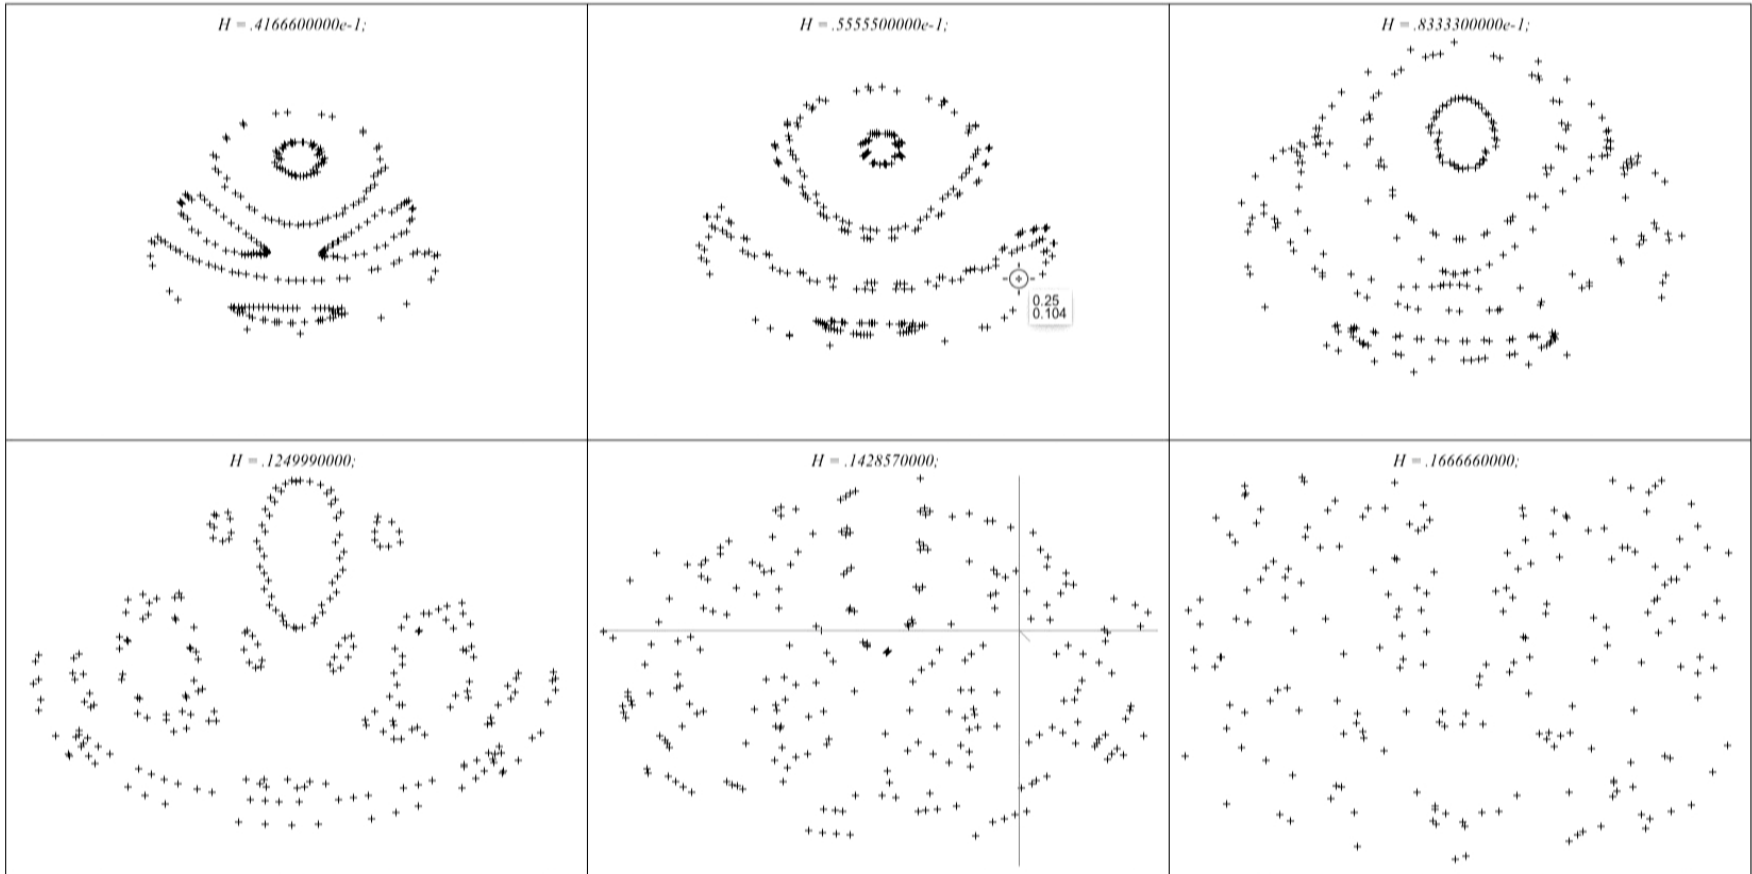 H = .4166600000e-1;
H = .5555500000e-1;
H = .8333300000e-1;
0.25
0.104
H = .1249990000;
H = .1428570000;
H = .1666660000;